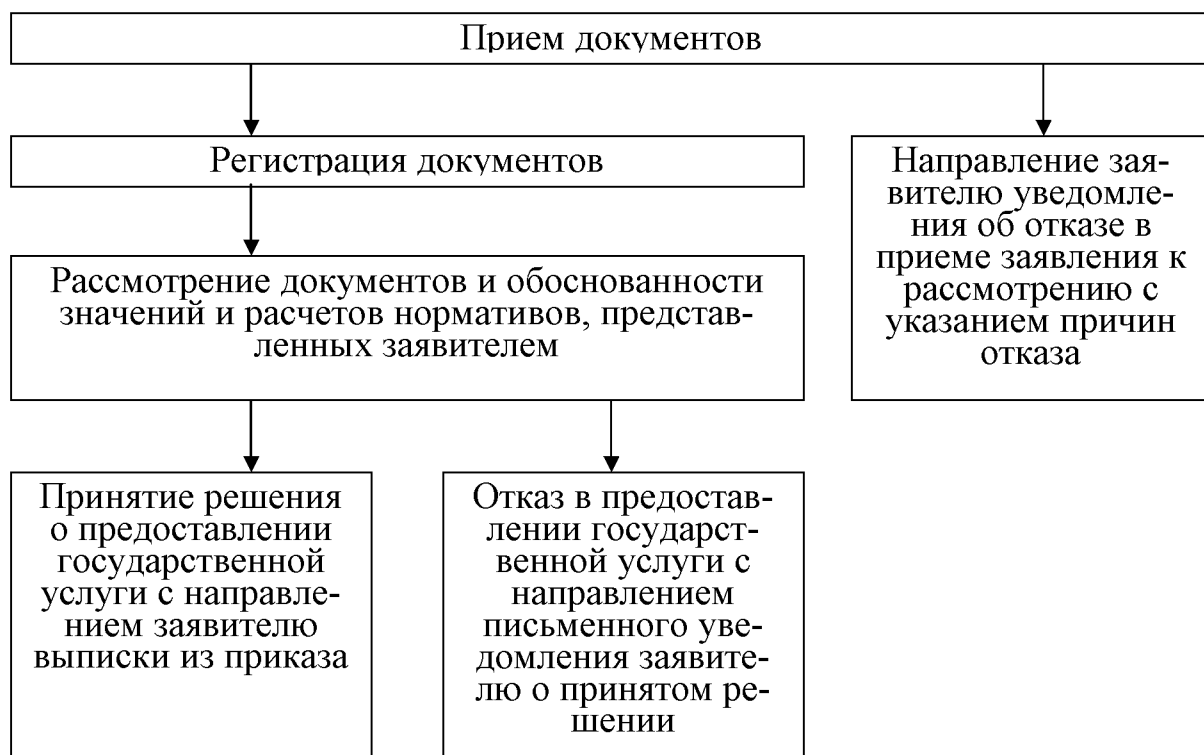 Прием документов
Регистрация документов
Направление зая-
вителю уведомле-
ния об отказе в
приеме заявления к
рассмотрению с
указанием причин
отказа
Рассмотрение документов и обоснованности
значений и расчетов нормативов, представ-
ленных заявителем
Принятие решения
о предоставлении
государственной
услуги с направле-
нием заявителю
выписки из приказа
Отказ в предостав-
лении государст-
венной услуги с
направлением
письменного уве-
домления заявите-
лю о принятом ре-
шении